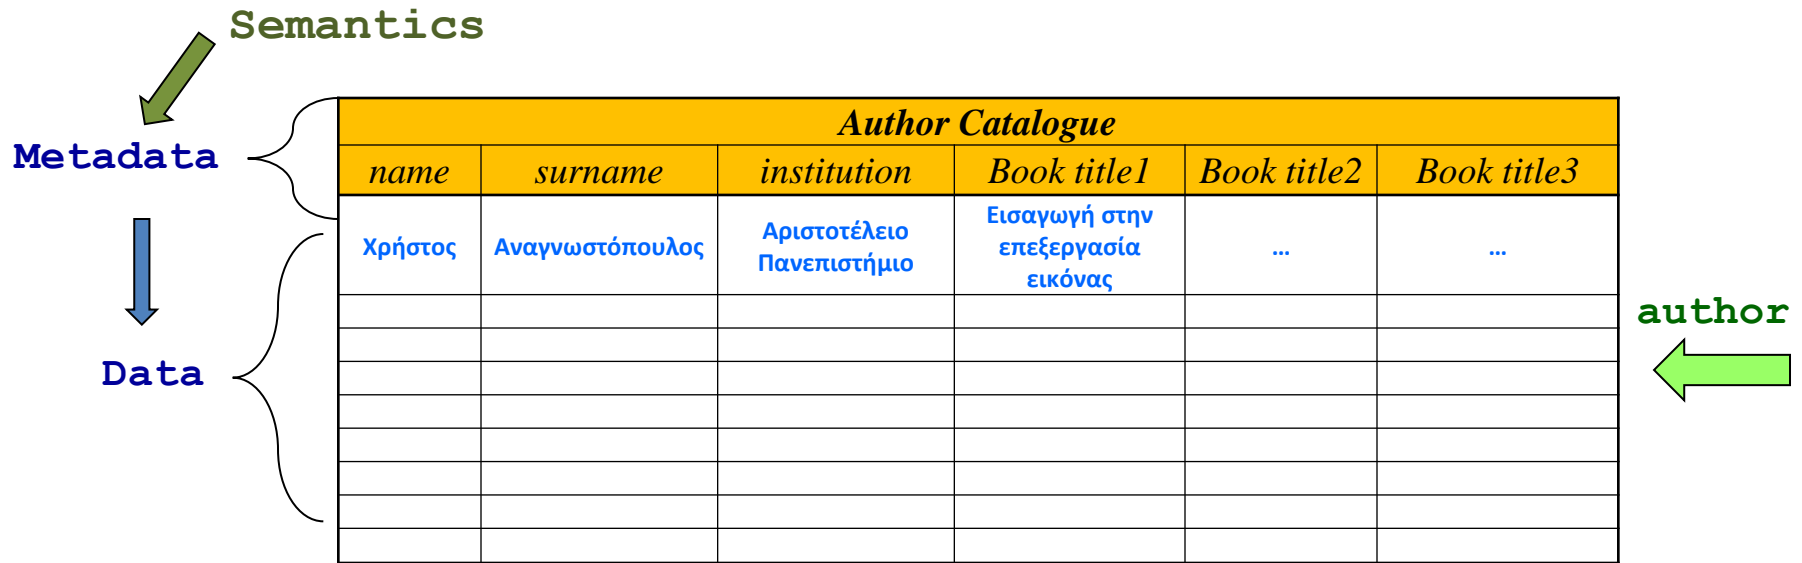 Semantics
Author Catalogue
Metadata
name surname institution Book title1 Book title2 Book title3
Χρήστος Αναγνωστόπουλος Αριστοτέλειο
Πανεπιστήμιο
Εισαγωγή στην
επεξεργασία
εικόνας
... ...
author
Data